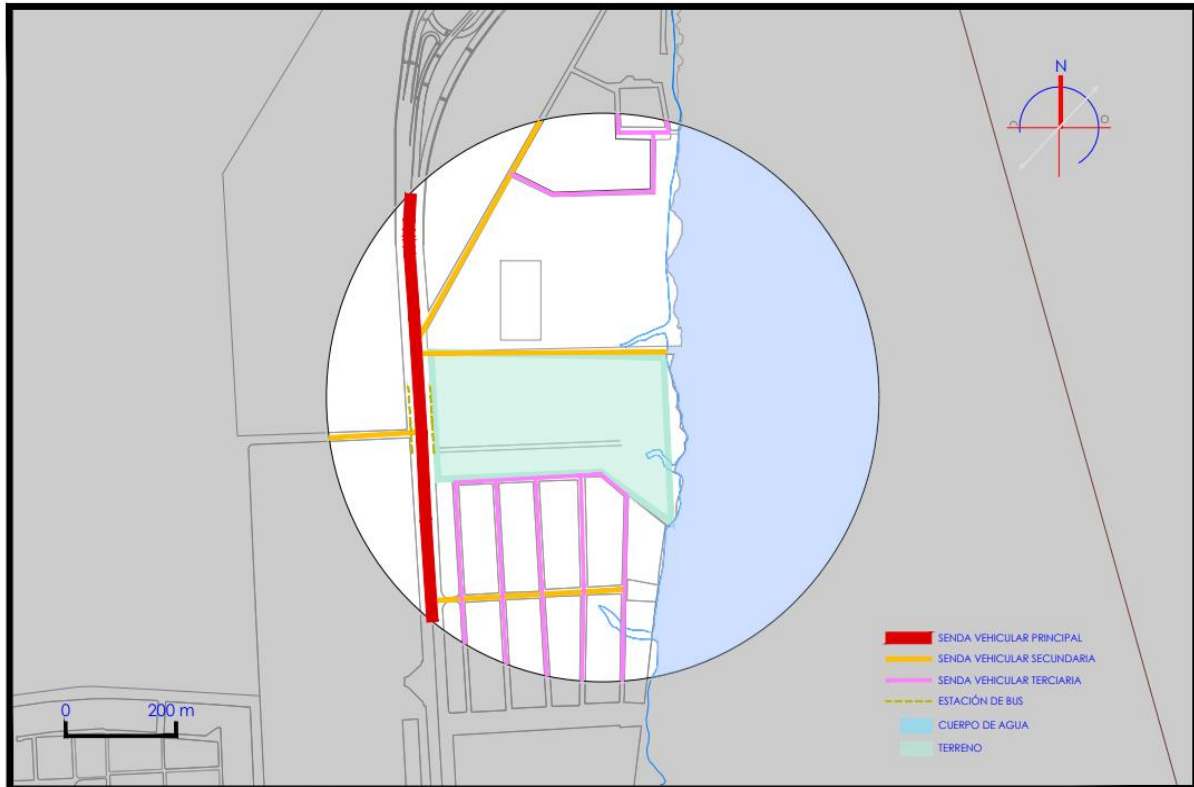 N
0 200 m
SENDA VEHICULAR PRINCIPAL
SENDA VEHICULAR SECUNDARIA
SENDA VEHICULAR TERCIARIA
ESTACIÓN DE BUS
CUERPO DE AGUA
TERRENO